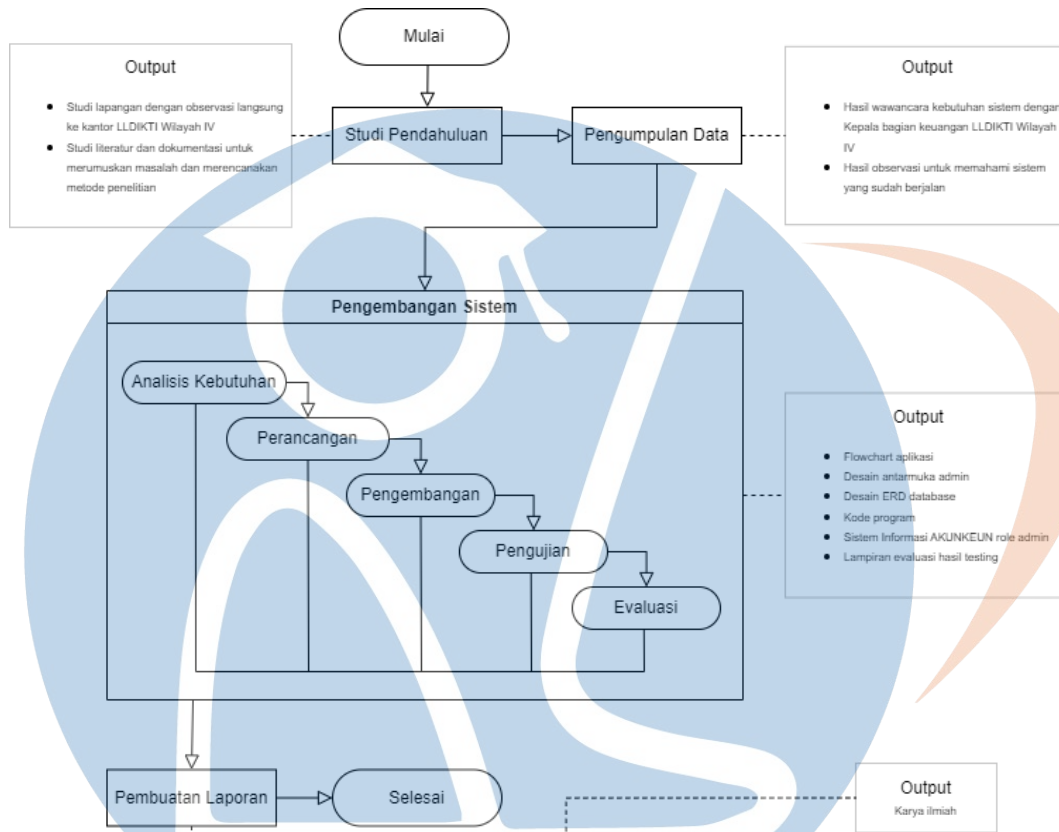 Mulai
Output
Studi lapangan dengan observasi langsung
ke kantor LLDIKTI Wilayah IV
Studi literatur dan dokumentasi untuk
merumuskan masalah dan merencanakan
metode penelitian
Studi Pendahuluan
Pengumpulan Data
Output
Hasil wawancara kebutuhan sistem dengan
Kepala bagian keuangan LLDIKTI Wilayah
IV
Hasil observasi untuk memahami sistem
yang sudah berjalan
Pengembangan Sistem
Analisis Kebutuhan
Perancangan
Pengembangan
Pengujian
Evaluasi
Output
Flowchart aplikasi
Desain antarmuka admin
Desain ERD database
Kode program
Sistem Informasi AKUNKEUN role admin
Lampiran evaluasi hasil testing
Pembuatan Laporan
Selesai
Output
Karya ilmiah